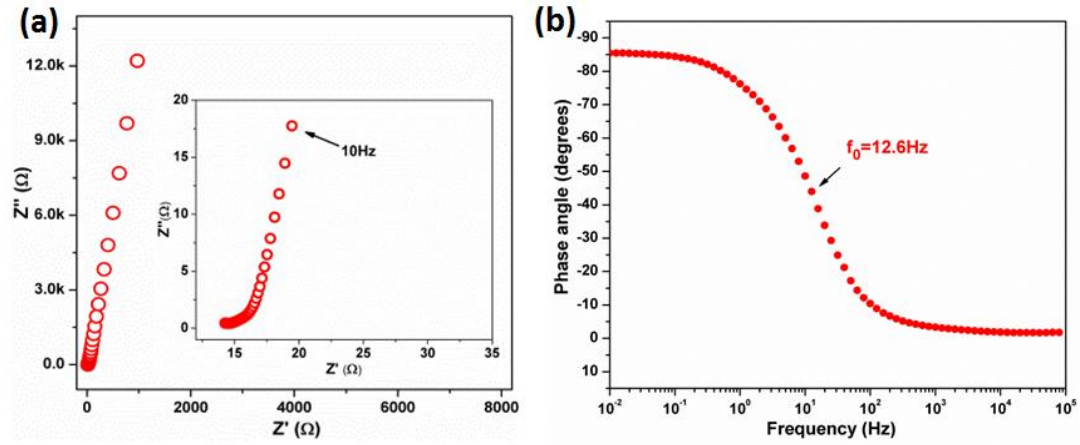 (a)
12.0k
9.0k
6.0k
3.0k
0.0
Z" (Ω)
0
2000
4000
6000
8000
Z' (Ω)
20
15
10
5
0
Z"(Ω)
15
20
25
30
35
Z' (Ω)
10Hz
(b)
-90
-80
-70
-60
-50
-40
-30
-20
-10
0
10
Phase angle (degrees)
f₀=12.6Hz
10⁻²
10⁻¹
10⁰
10¹
10²
10³
10⁴
10⁵
Frequency (Hz)